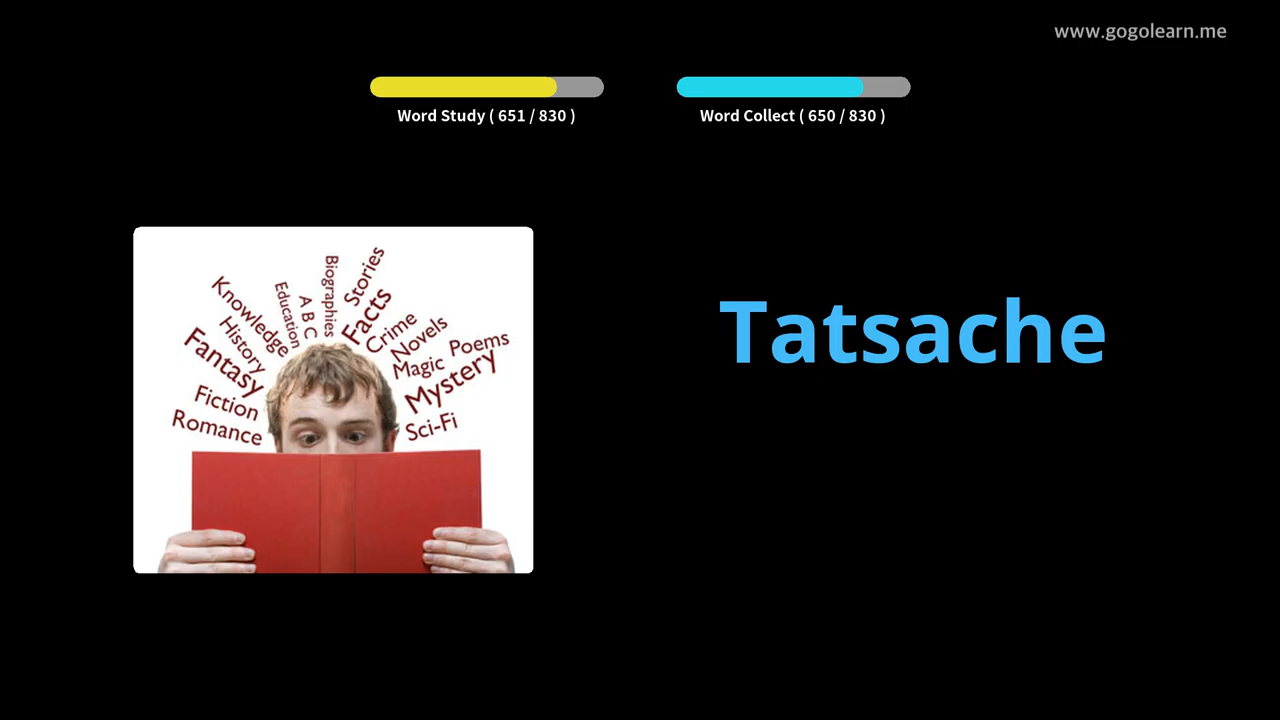 www.gogolearn.me
Word Study ( 651 / 830 )
Word Collect ( 650 / 830 )
Tatsache
Romance
Fiction
Fantasy
History
Knowledge
Education
A B C
Biographies
Stories
Facts
Crime
Novels
Magic
Poems
Mystery
Sci-Fi